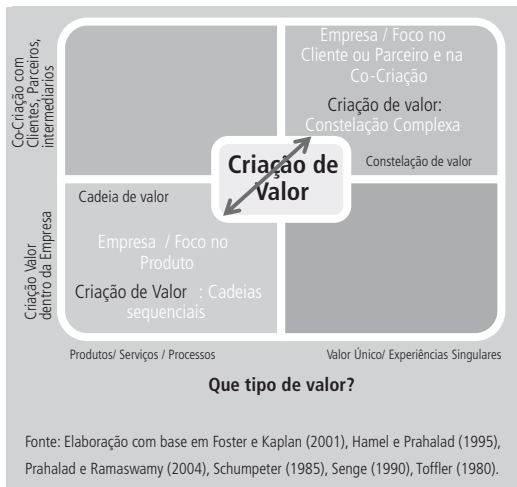 Co-Criação com
Clientes, Parceiros,
intermediarios
Empresa / Foco no
Cliente ou Parceiro e na
Co-Criação
Criação de valor:
Constelação Complexa
Constelação de valor
Criação de
Valor
Criação Valor
dentro da Empresa
Cadeia de valor
Empresa / Foco no
Produto
Criação de Valor : Cadeias
sequenciais
Produtos/ Serviços / Processos
Valor Único/ Experiências Singulares
Que tipo de valor?
Fonte: Elaboração com base em Foster e Kaplan (2001), Hamel e Prahalad (1995),
Prahalad e Ramaswamy (2004), Schumpeter (1985), Senge (1990), Toffler (1980).